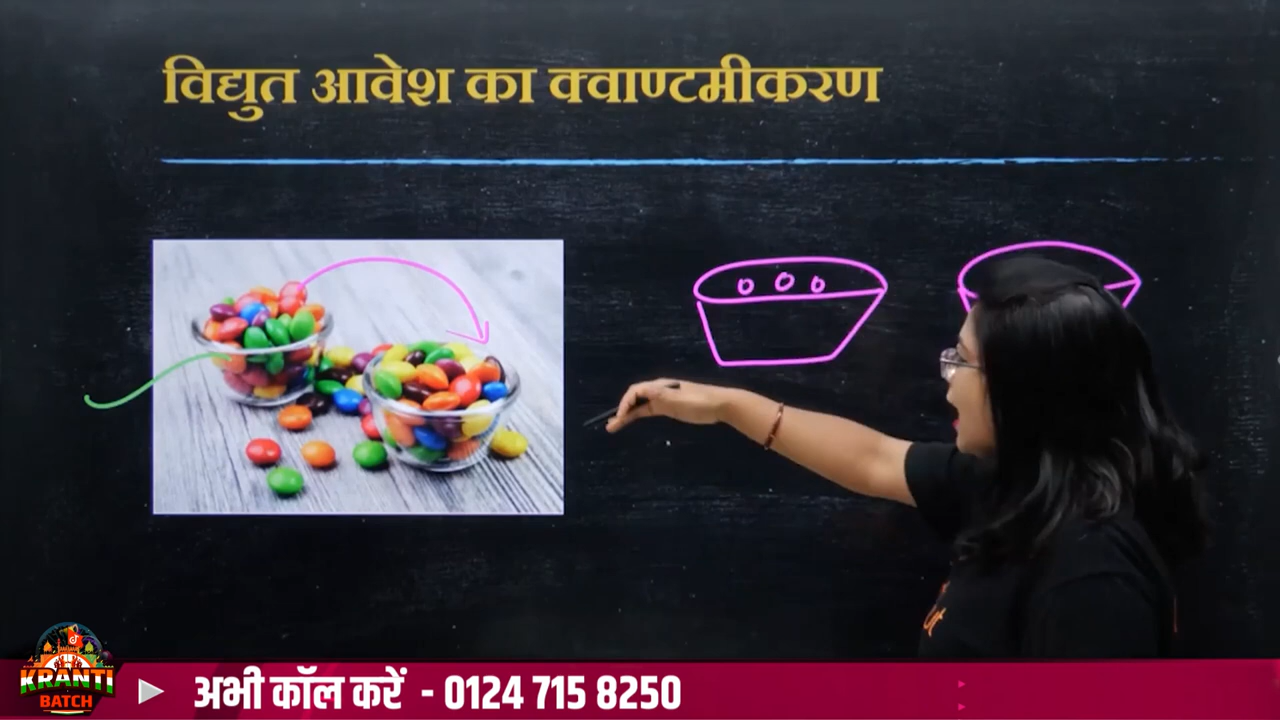 विद्युत आवेश का क्वाण्टमीकरण
KRANTI
BATCH
अभी कॉल करें - 0124 715 8250